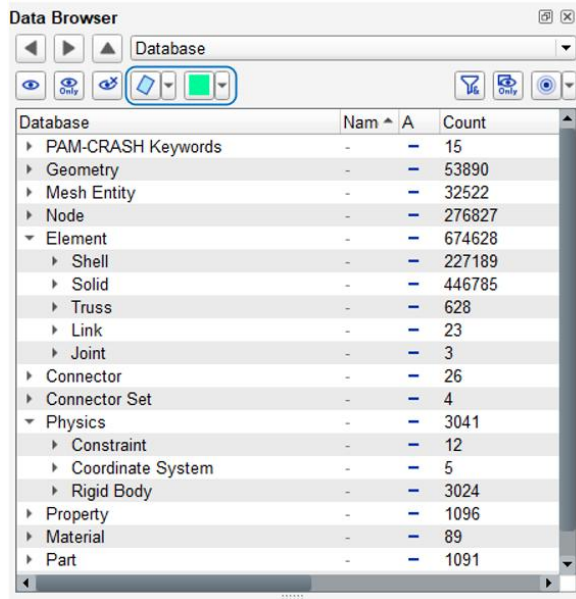 Data Browser
Database
Only
Only
Database Nam A Count
PAM-CRASH Keywords - 15
Geometry - 53890
Mesh Entity - 32522
Node - 276827
Element - 674628
Shell - 227189
Solid - 446785
Truss - 628
Link - 23
Joint - 3
Connector - 26
Connector Set - 4
Physics - 3041
Constraint - 12
Coordinate System - 5
Rigid Body - 3024
Property - 1096
Material - 89
Part - 1091